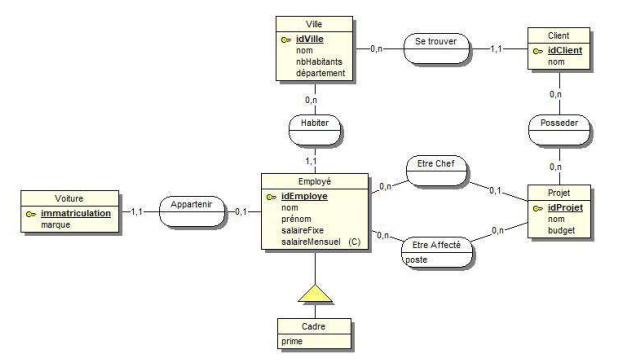 Ville
idVille
nom
nbHabitants
département
0,n
Se trouver
1,1
Client
idClient
nom
0,n
Habiter
1,1
0,n
Posseder
0,n
Voiture
immatriculation
marque
1,1
Appartenir
0,1
Employé
idEmploye
nom
prénom
salaireFixe
salaireMensuel (C)
0,n
Etre Chef
0,1
0,n
Etre Affecté
poste
0,n
Projet
idProjet
nom
budget
Cadre
prime